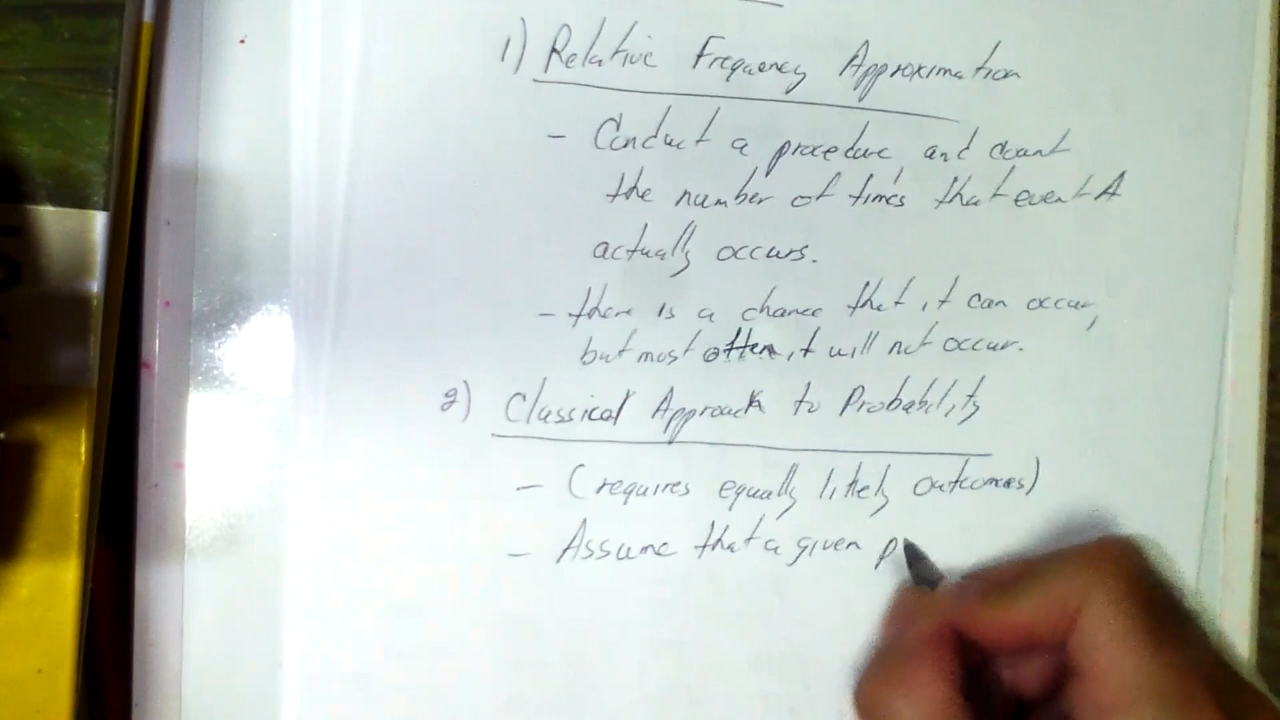 1) Relative Frequency Approximation
- Conduct a procedure, and count
the number of times that event A
actually occurs.
- there is a chance that it can occur,
but most often, it will not occur.
2) Classical Approach to Probability
- (requires equally likely outcomes)
- Assume that a given p